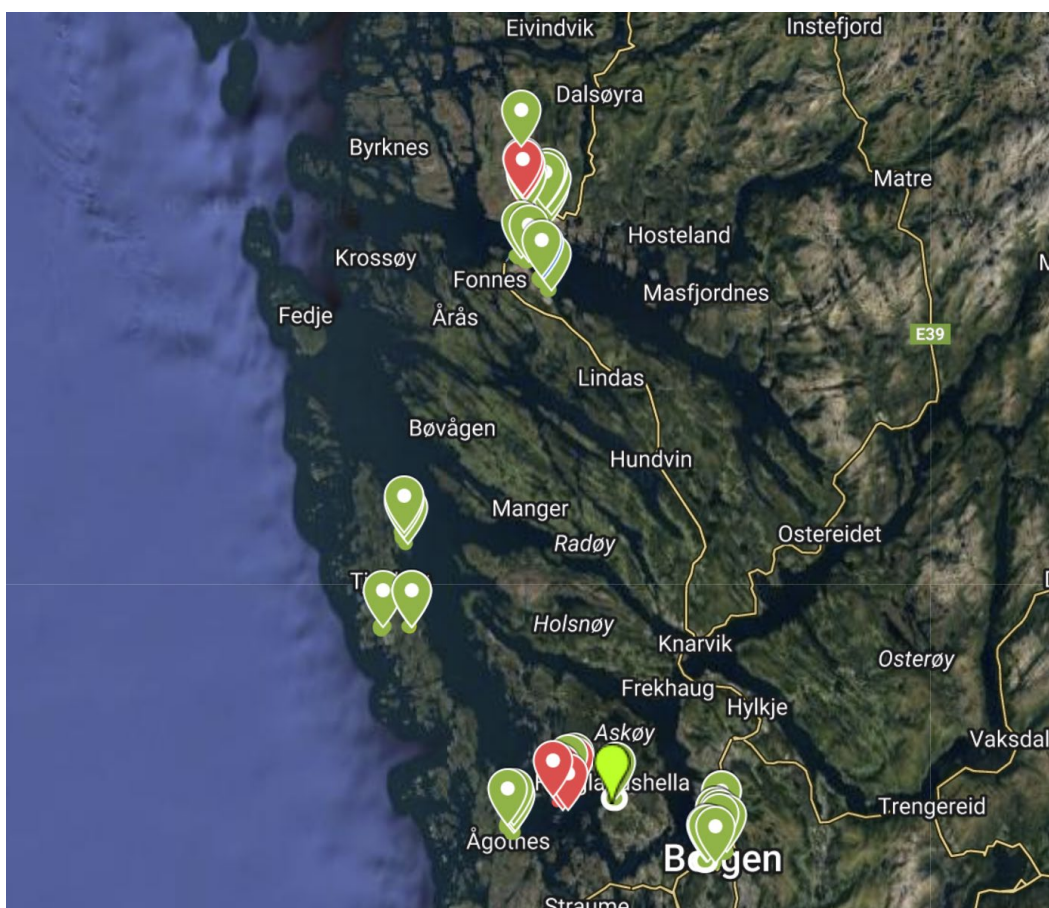 Eivindvik
Instefjord
Dalsøyra
Byrknes
Matre
Hosteland
Krossøy
Fonnes
Masfjordnes
Fedje
Årås
E39
Lindas
Bøvågen
Hundvin
Manger
Ostereidet
Radøy
Holsnøy
Knarvik
Osterøy
Frekhaug
Hylkje
Askøy
Vaksdal
Trengereid
Ågotnes
Straume